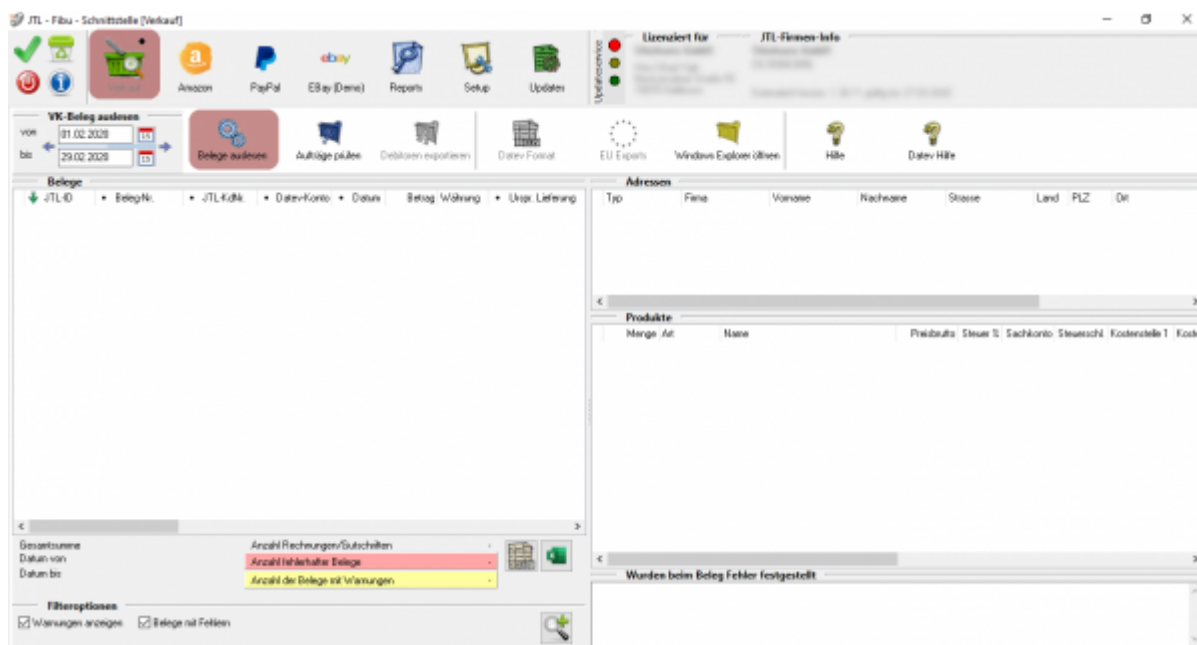 JTL - Fibu - Schnittstelle [Verkauf]
Verkauf
Amazon
PayPal
EBay (Demo)
Reports
Setup
Updates
Updateservice
Lizenziert für
JTL-Firmen-Info
VK-Beleg auslesen
von 01.02.2020
bis 29.02.2020
Belege auslesen
Aufträge prüfen
Debitoren exportieren
Datev Format
EU Exports
Windows Explorer öffnen
Hilfe
Datev Hilfe
Belege
JTL-ID BelegNr. JTL-KdNr. Datev-Konto Datum Betrag Währung Urspr. Lieferung
Adressen
Typ Firma Vorname Nachname Strasse Land PLZ Ort
Produkte
Menge Art Name Preisbrutto Steuer % Sachkonto Steuerschl. Kostenstelle 1 Koste
Gesamtsumme
Datum von
Datum bis
Anzahl Rechnungen/Gutschriften -
Anzahl fehlerhafter Belege -
Anzahl der Belege mit Warnungen -
Filteroptionen
Warnungen anzeigen Belege mit Fehlern
Wurden beim Beleg Fehler festgestellt